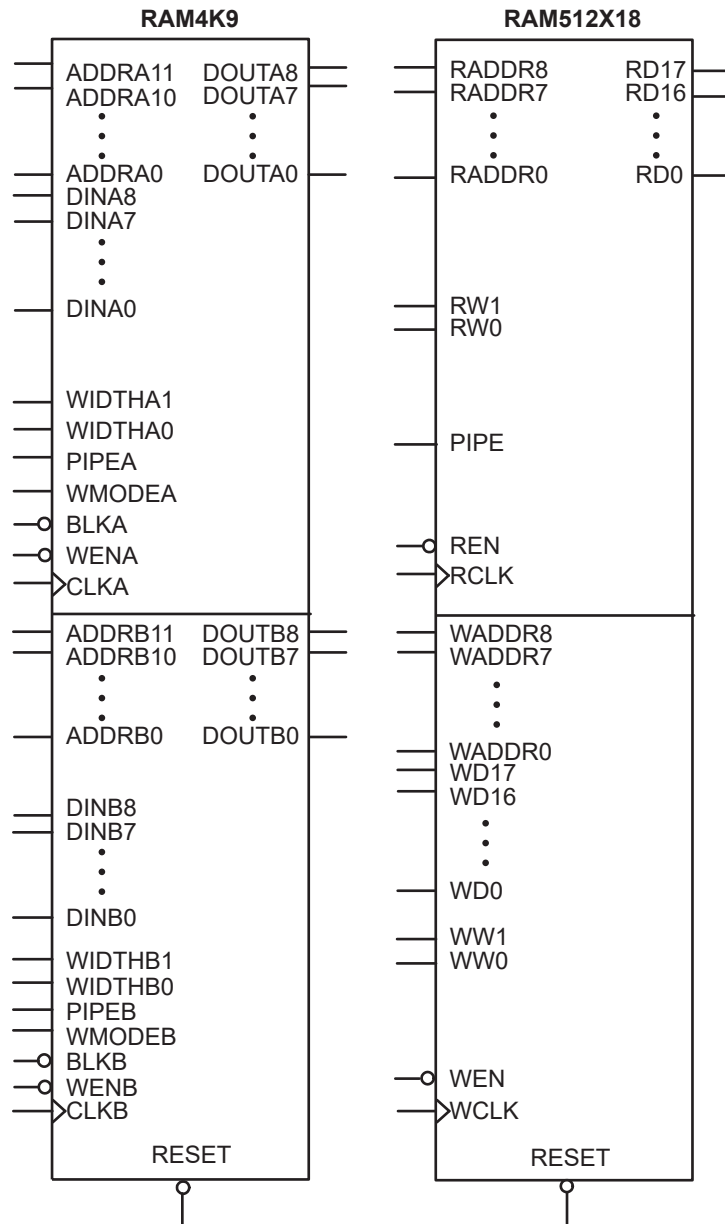 RAM4K9
ADDRA11 DOUTA8
ADDRA10 DOUTA7
ADDRA0 DOUTA0
DINA8
DINA7
DINA0
WIDTHA1
WIDTHA0
PIPEA
WMODEA
BLKA
WENA
CLKA
ADDRB11 DOUTB8
ADDRB10 DOUTB7
ADDRB0 DOUTB0
DINB8
DINB7
DINB0
WIDTHB1
WIDTHB0
PIPEB
WMODEB
BLKB
WENB
CLKB
RESET
RAM512X18
RADDR8 RD17
RADDR7 RD16
RADDR0 RD0
RW1
RW0
PIPE
REN
RCLK
WADDR8
WADDR7
WADDR0
WD17
WD16
WD0
WW1
WW0
WEN
WCLK
RESET